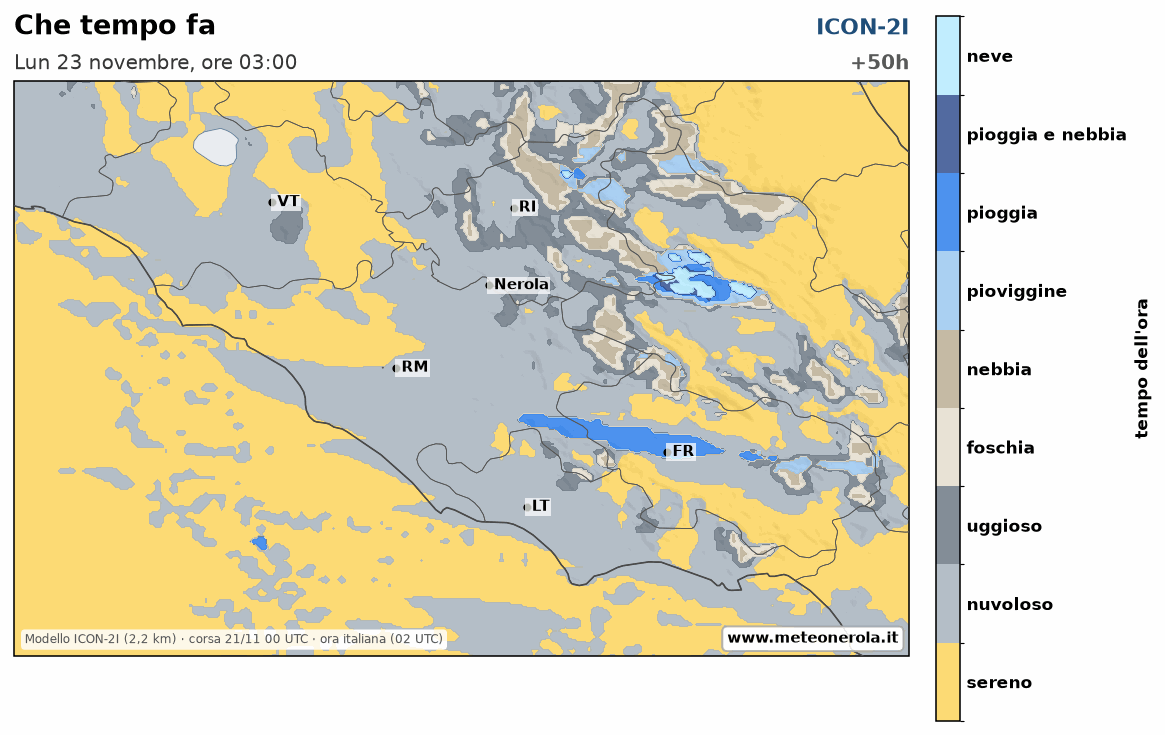 Che tempo fa
ICON-2I
Lun 23 novembre, ore 03:00
+50h
VT
RI
Nerola
RM
FR
LT
Modello ICON-2I (2,2 km) · corsa 21/11 00 UTC · ora italiana (02 UTC)
www.meteonerola.it
neve
pioggia e nebbia
pioggia
pioviggine
nebbia
foschia
uggioso
nuvoloso
sereno
tempo dell'ora